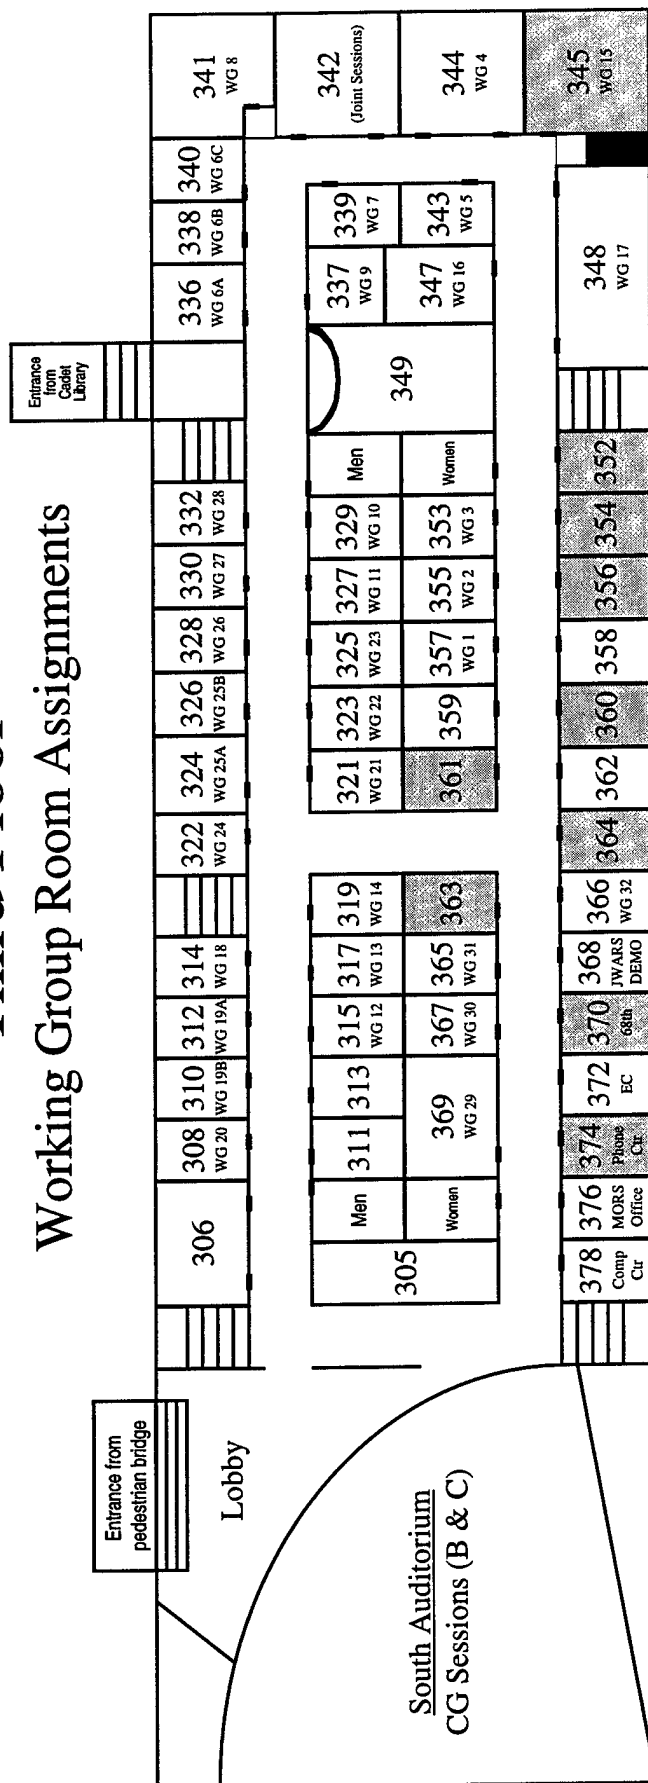 Working Group Room Assignments
Entrance from
pedestrian bridge
Lobby
South Auditorium
CG Sessions (B & C)
306
308
WG 20
310
WG 19B
312
WG 19A
314
WG 18
322
WG 24
324
WG 25A
326
WG 25B
328
WG 26
330
WG 27
332
WG 28
Entrance
from
Cadet
Library
336
WG 6A
338
WG 6B
340
WG 6C
341
WG 8
342
(Joint Sessions)
344
WG 4
345
WG 15
305
Men
Women
311
313
315
WG 12
317
WG 13
319
WG 14
369
WG 29
367
WG 30
365
WG 31
363
321
WG 21
323
WG 22
325
WG 23
327
WG 11
329
WG 10
Men
361
359
357
WG 1
355
WG 2
353
WG 3
Women
349
337
WG 9
339
WG 7
347
WG 16
343
WG 5
378
Comp
Ctr
376
MORS
Office
374
Phone
Ctr
372
EC
370
68th
368
JWARS
DEMO
366
WG 32
364
362
360
358
356
354
352
348
WG 17